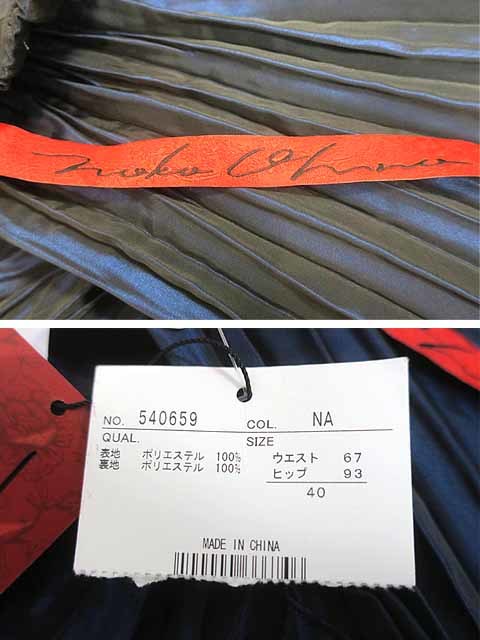 NO. 540659 COL. NA
QUAL. SIZE
表地 ポリエステル 100% ウエスト 67
裏地 ポリエステル 100% ヒップ 93
40
MADE IN CHINA